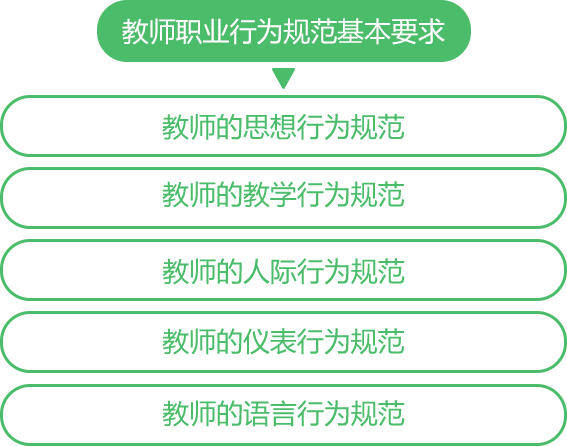 教师职业行为规范基本要求
教师的思想行为规范
教师的教学行为规范
教师的人际行为规范
教师的仪表行为规范
教师的语言行为规范